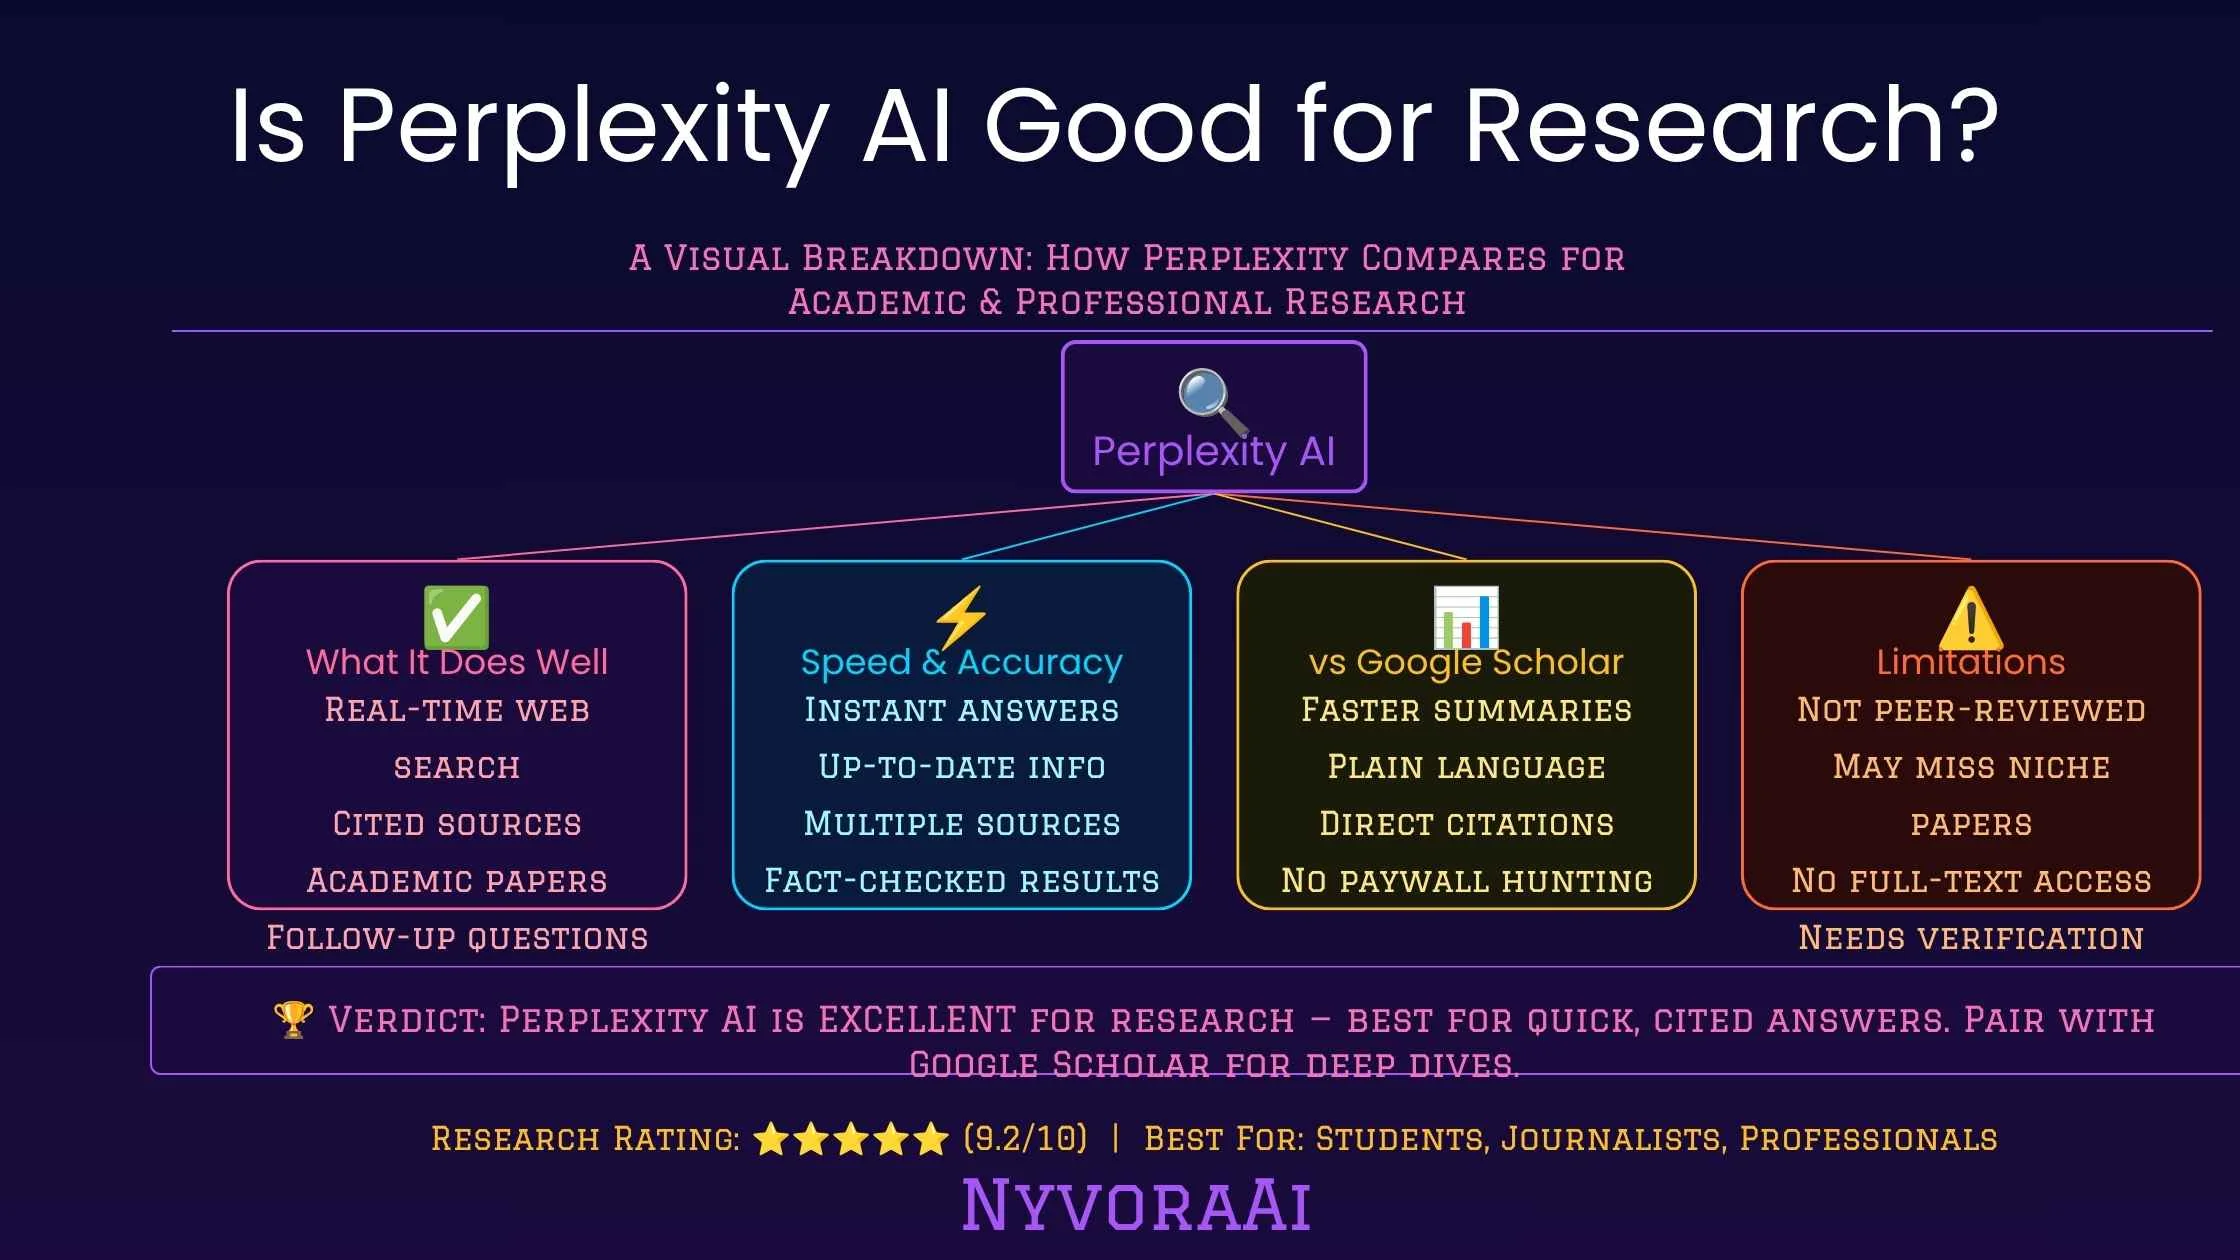 Is Perplexity AI Good for Research?
A Visual Breakdown: How Perplexity Compares for
Academic & Professional Research
Perplexity AI
What It Does Well
Real-time web
search
Cited sources
Academic papers
Follow-up questions
Speed & Accuracy
Instant answers
Up-to-date info
Multiple sources
Fact-checked results
vs Google Scholar
Faster summaries
Plain language
Direct citations
No paywall hunting
Limitations
Not peer-reviewed
May miss niche
papers
No full-text access
Needs verification
🏆 Verdict: Perplexity AI is EXCELLENT for research — best for quick, cited answers. Pair with
Google Scholar for deep dives.
Research Rating: ⭐⭐⭐⭐⭐ (9.2/10) | Best For: Students, Journalists, Professionals
NyvoraAi